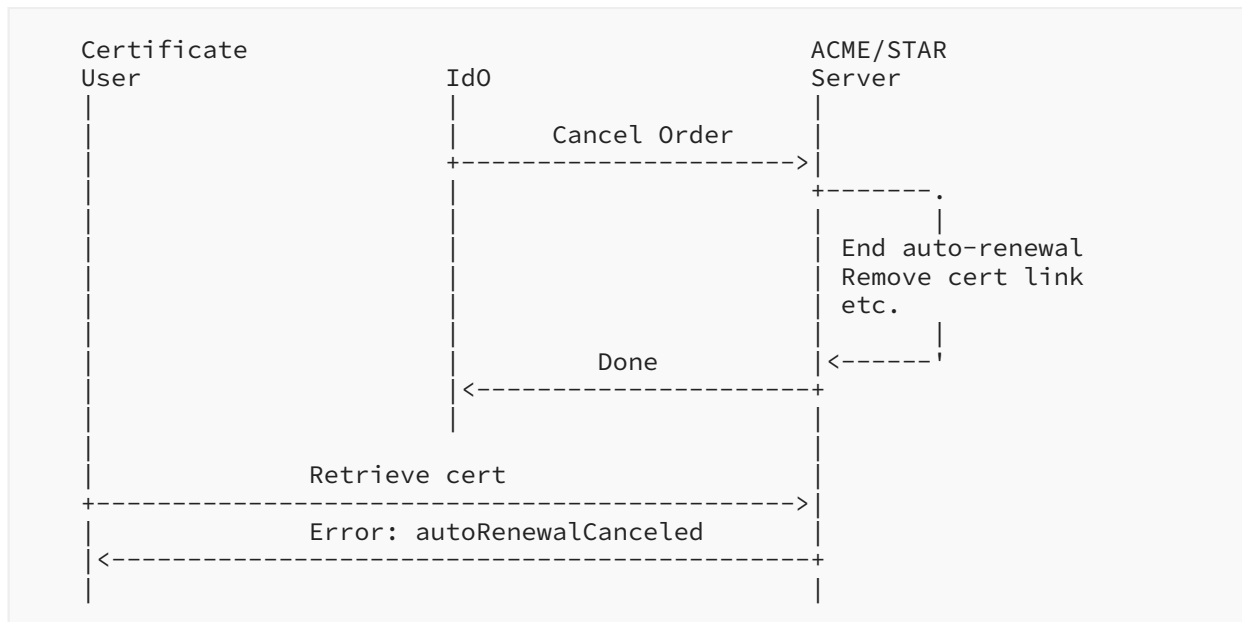 Certificate ACME/STAR
User IdO Server
Cancel Order
End auto-renewal
Remove cert link
etc.
Done
Retrieve cert
Error: autoRenewalCanceled